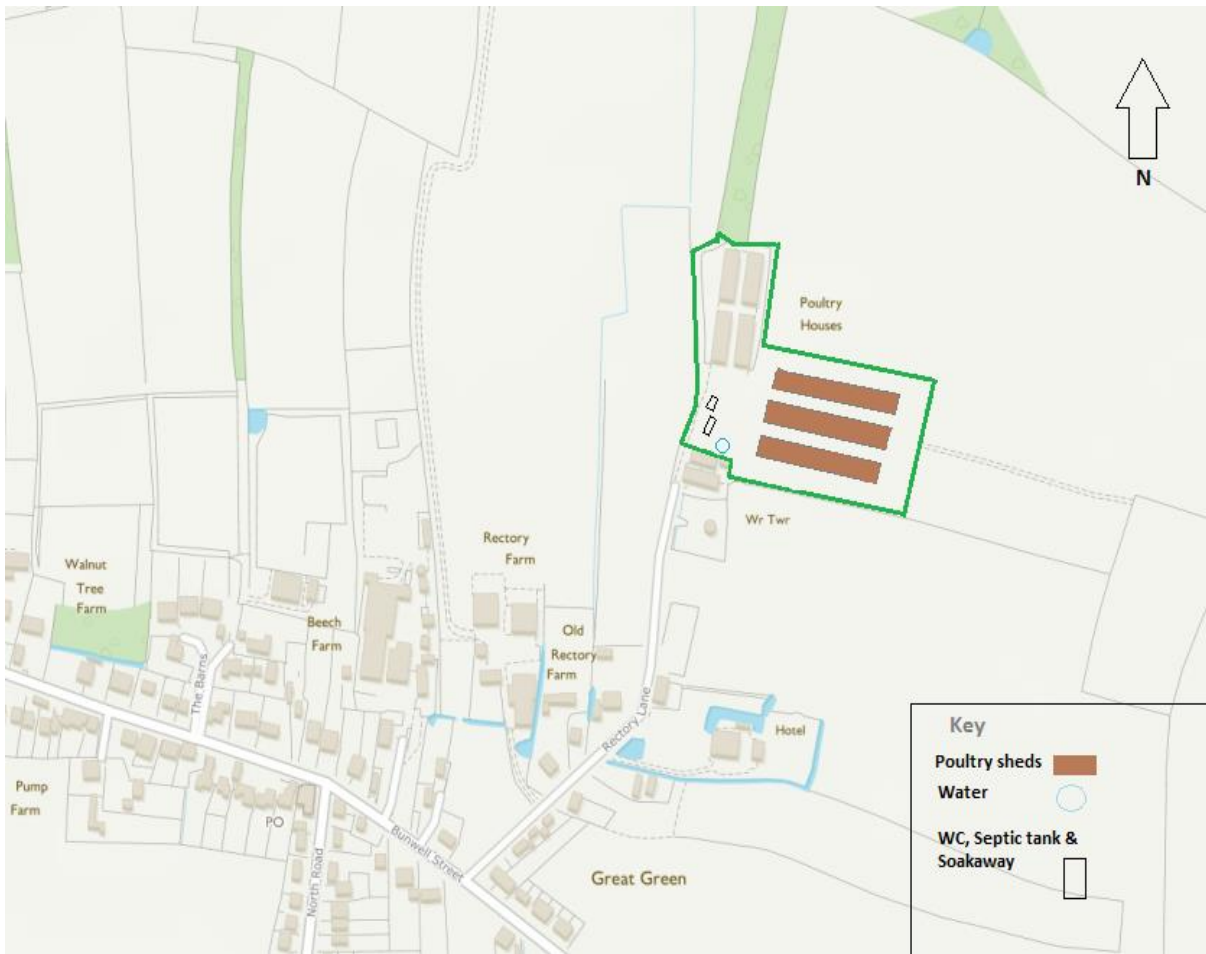 N
Poultry
Houses
Wr Twr
Rectory
Farm
Walnut
Tree
Farm
Beech
Farm
Old
Rectory
Farm
The Barns
Rectory Lane
Hotel
Pump
Farm
PO
North Road
Bunwell Street
Great Green
Key
Poultry sheds
Water
WC, Septic tank &
Soakaway